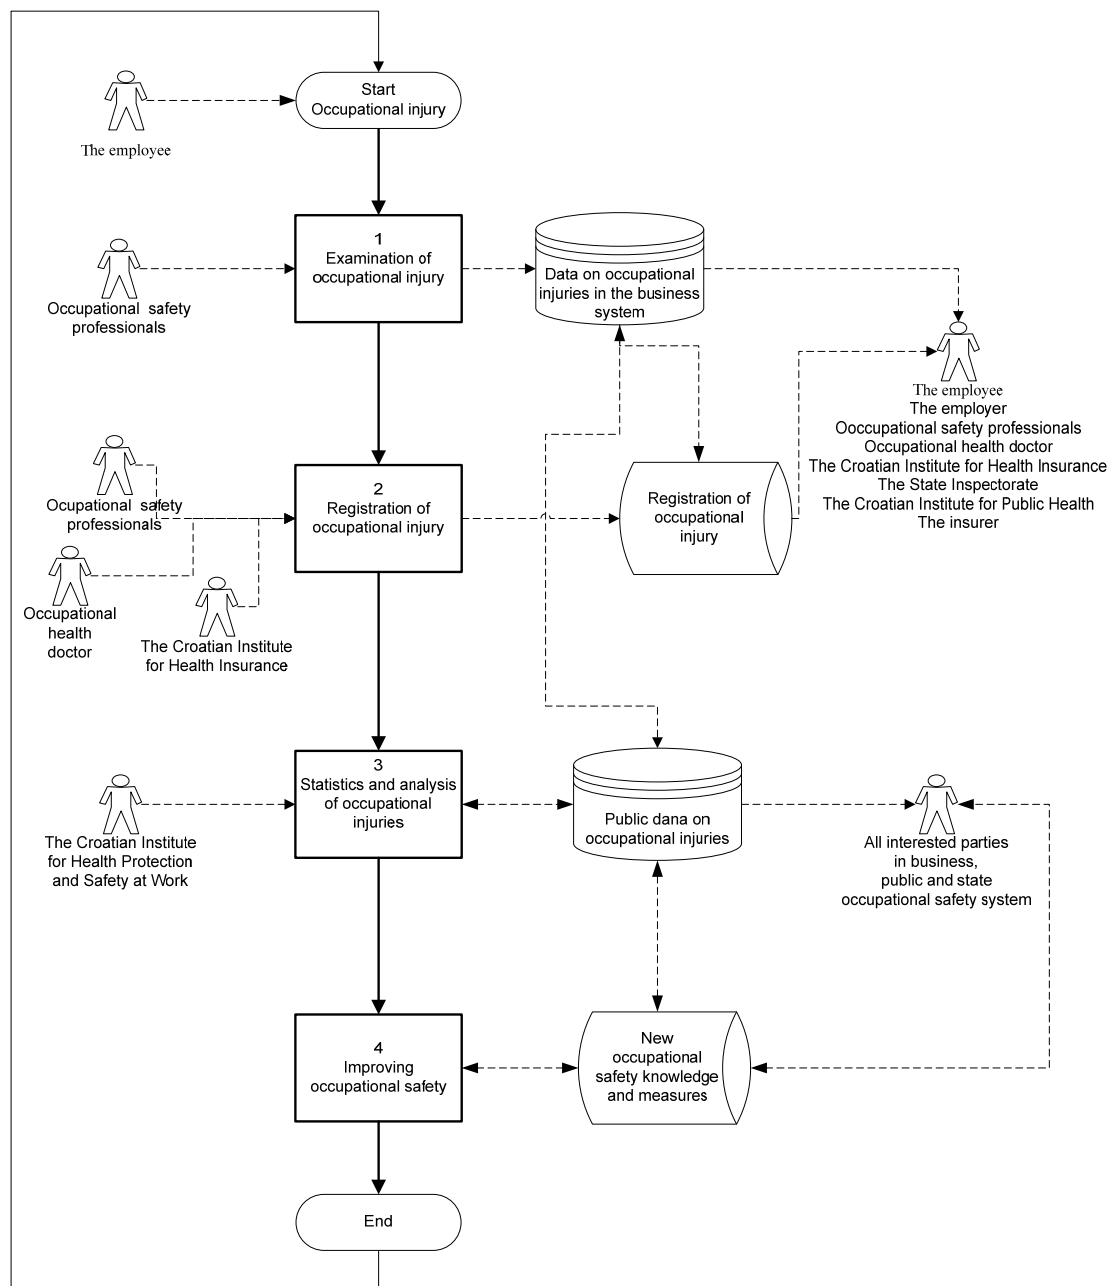 Start
Occupational injury
The employee
1
Examination of
occupational injury
Occupational safety
professionals
Data on occupational
injuries in the business
system
The employee
The employer
Ooccupational safety professionals
Occupational health doctor
The Croatian Institute for Health Insurance
The State Inspectorate
The Croatian Institute for Public Health
The insurer
2
Registration of
occupational injury
Ocupational safety
professionals
Occupational
health
doctor
The Croatian Institute
for Health Insurance
Registration of
occupational
injury
3
Statistics and analysis
of occupational
injuries
The Croatian Institute
for Health Protection
and Safety at Work
Public dana on
occupational injuries
All interested parties
in business,
public and state
occupational safety system
4
Improving
occupational safety
New
occupational
safety knowledge
and measures
End